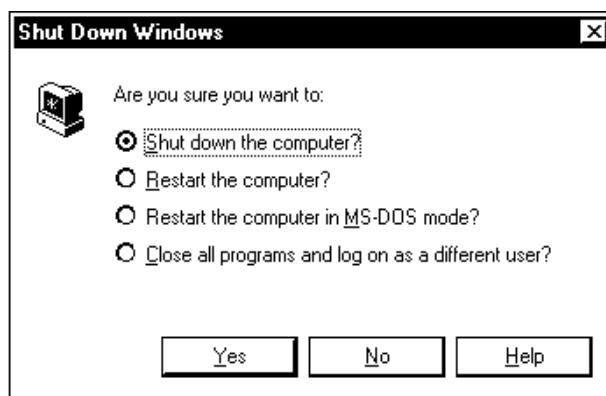 Shut Down Windows
Are you sure you want to:
Shut down the computer?
Restart the computer?
Restart the computer in MS-DOS mode?
Close all programs and log on as a different user?
Yes No Help